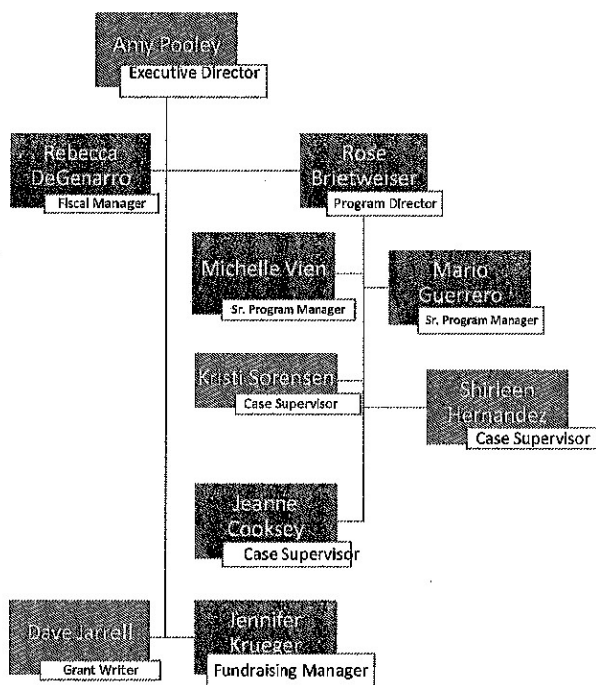 Amy Pooley
Executive Director
Rebecca
DeGenarro
Fiscal Manager
Rose
Brietweiser
Program Director
Michelle Vien
Sr. Program Manager
Mario
Guerrero
Sr. Program Manager
Kristi Sorensen
Case Supervisor
Shirleen
Hernandez
Case Supervisor
Jeanne
Cooksey
Case Supervisor
Dave Jarrell
Grant Writer
Jennifer
Krueger
Fundraising Manager